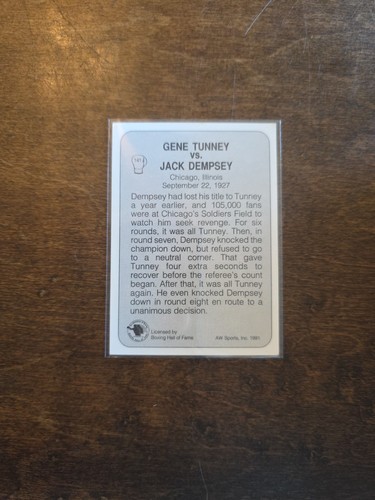 GENE TUNNEY
VS.
JACK DEMPSEY
Chicago, Illinois
September 22, 1927
Dempsey had lost his title to Tunney
a year earlier, and 105,000 fans
were at Chicago's Soldiers Field to
watch him seek revenge. For six
rounds, it was all Tunney. Then, in
round seven, Dempsey knocked the
champion down, but refused to go
to a neutral corner. That gave
Tunney four extra seconds to
recover before the referee's count
began. After that, it was all Tunney
again. He even knocked Dempsey
down in round eight en route to a
unanimous decision.
Licensed by
Boxing Hall of Fame
AW Sports, Inc. 1991